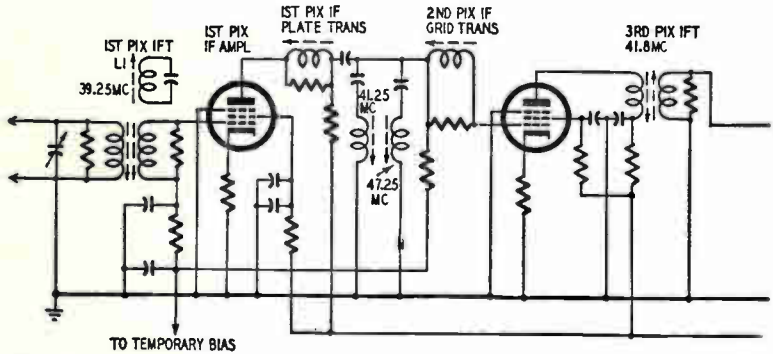 1ST PIX IFT
L1
39.25MC
1ST PIX
IF AMPL
1ST PIX IF
PLATE TRANS
41.25
MC
47.25
MC
2ND PIX IF
GRID TRANS
3RD PIX IFT
41.8MC
TO TEMPORARY BIAS